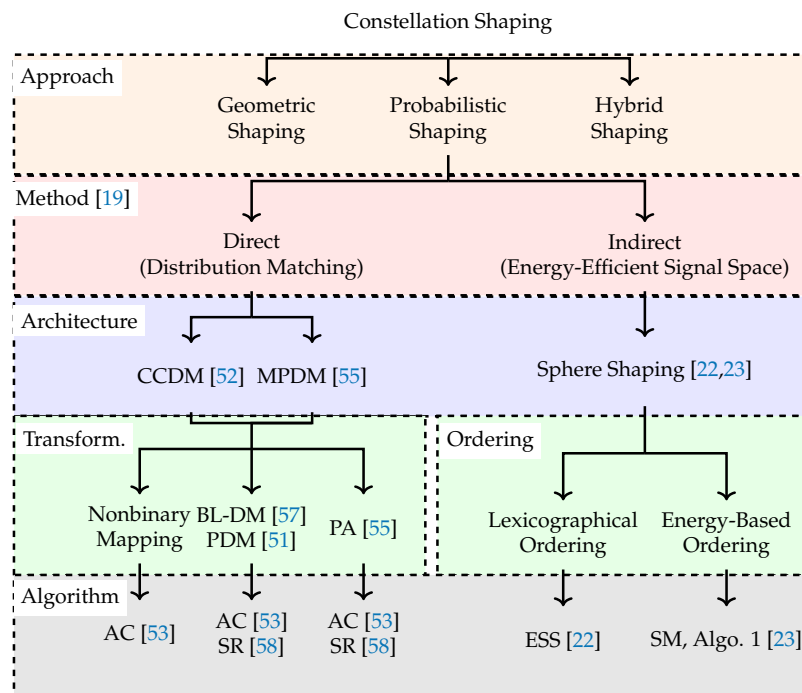 Constellation Shaping
Approach
Geometric
Shaping
Probabilistic
Shaping
Hybrid
Shaping
Method [19]
Direct
(Distribution Matching)
Indirect
(Energy-Efficient Signal Space)
Architecture
CCDM [52]
MPDM [55]
Sphere Shaping [22,23]
Transform.
Nonbinary
Mapping
BL-DM [57]
PDM [51]
PA [55]
Ordering
Lexicographical
Ordering
Energy-Based
Ordering
Algorithm
AC [53]
AC [53]
SR [58]
AC [53]
SR [58]
ESS [22]
SM, Algo. 1 [23]